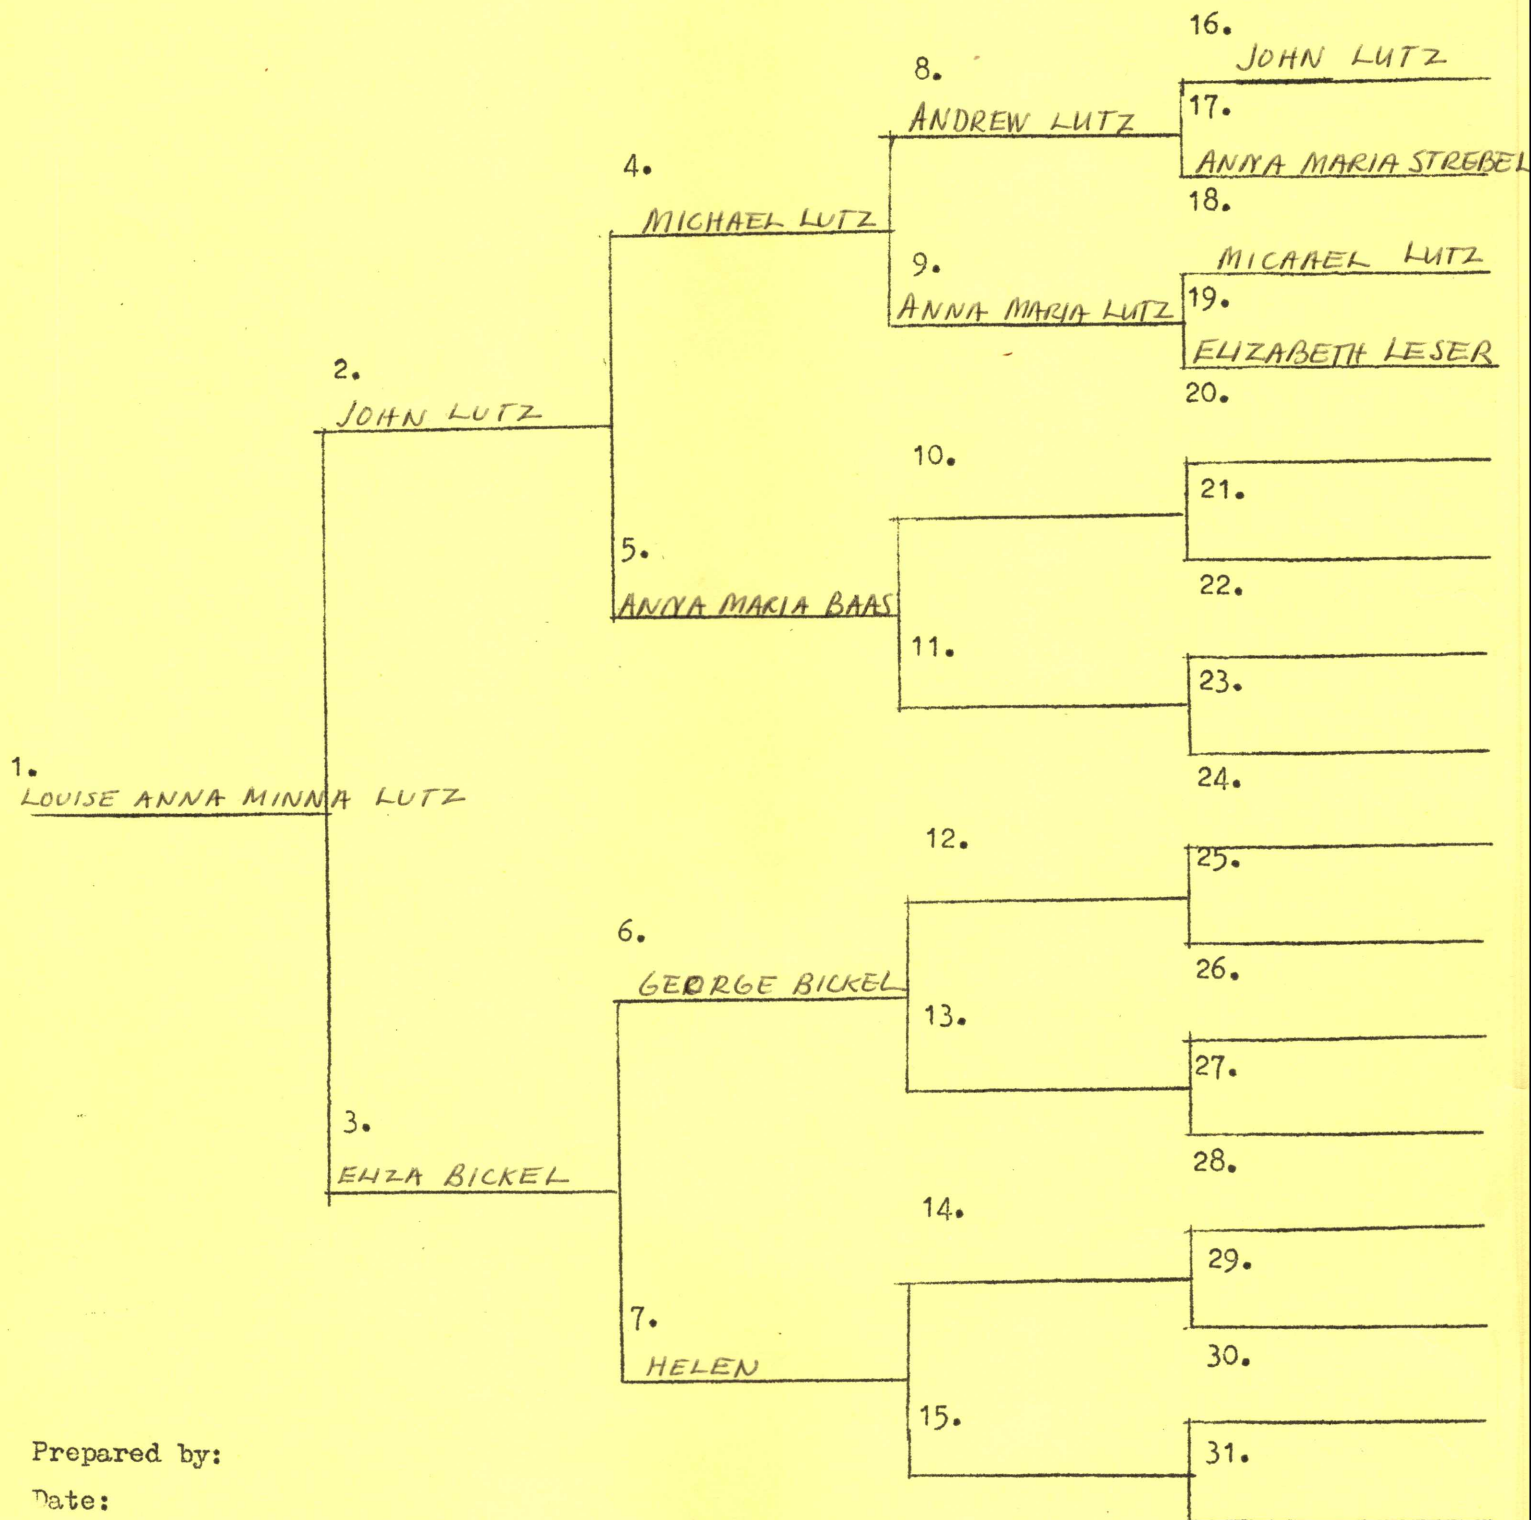 16.
JOHN LUTZ
8.
17.
ANDREW LUTZ
ANNA MARIA STREBEL
4.
18.
MICHAEL LUTZ
MICAAEL LUTZ
9.
19.
ANNA MARIA LUTZ
ELIZABETH LESER
2.
20.
JOHN LUTZ
10.
21.
5.
22.
ANNA MARIA BAAS
11.
23.
1.
24.
LOUISE ANNA MINNA LUTZ
12.
25.
6.
26.
GEORGE BICKEL
13.
27.
3.
28.
ELIZA BICKEL
14.
29.
7.
30.
HELEN
15.
31.
Prepared by:
Date: